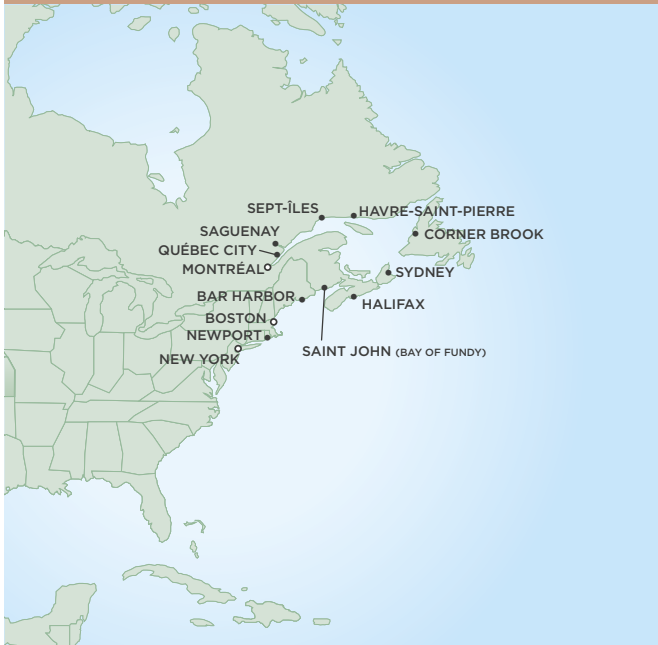 SEPT-ÎLES
HAVRE-SAINT-PIERRE
SAGUENAY
CORNER BROOK
QUÉBEC CITY
MONTRÉAL
SYDNEY
BAR HARBOR
HALIFAX
BOSTON
NEWPORT
SAINT JOHN (BAY OF FUNDY)
NEW YORK